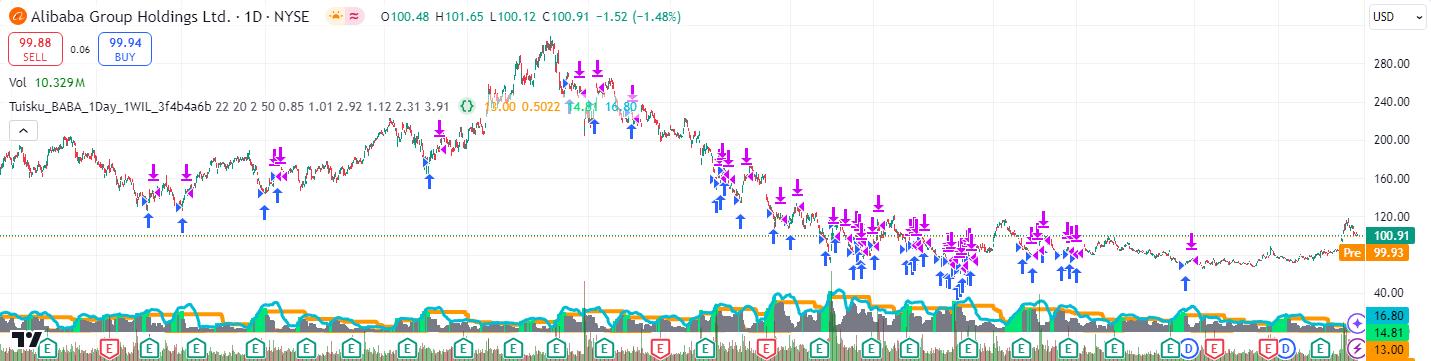 Alibaba Group Holdings Ltd. · 1D · NYSE O100.48 H101.65 L100.12 C100.91 −1.52 (−1.48%) USD
99.88 0.06 99.94
SELL BUY
280.00
Vol 10.329M
Tuisku_BABA_1Day_1WIL_3f4b4a6b 22 20 2 50 0.85 1.01 2.92 1.12 2.31 3.91 {} 13.00 0.5022 14.81 16.80
240.00
200.00
160.00
120.00
100.91
Pre 99.93
40.00
16.80
14.81
13.00
E E E E E E E E E E E E E E E E E E E E E E E E E E E D E E D E